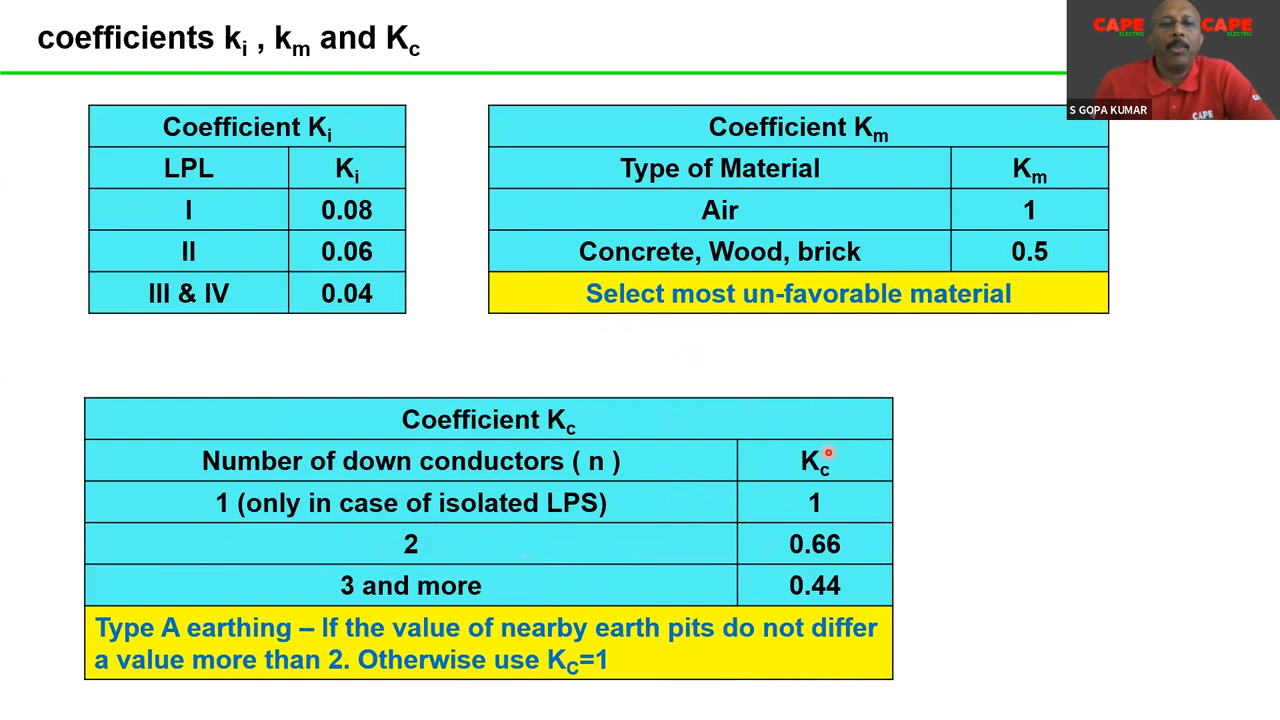 coefficients ki , km and Kc
CAPE ELECTRIC
CAPE ELECTRIC
CAPE
S GOPA KUMAR
Coefficient Ki
LPL Ki
I 0.08
II 0.06
III & IV 0.04
Coefficient Km
Type of Material Km
Air 1
Concrete, Wood, brick 0.5
Select most un-favorable material
Coefficient Kc
Number of down conductors ( n ) Kc
1 (only in case of isolated LPS) 1
2 0.66
3 and more 0.44
Type A earthing – If the value of nearby earth pits do not differ
a value more than 2. Otherwise use KC=1